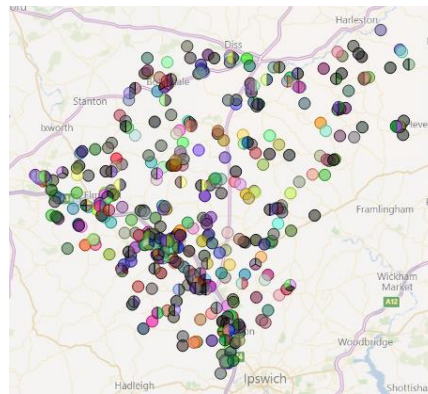 Harleston
Diss
Stanton
Ixworth
Framlingham
Wickham
Market
A12
Woodbridge
Hadleigh
Ipswich
Shottisha